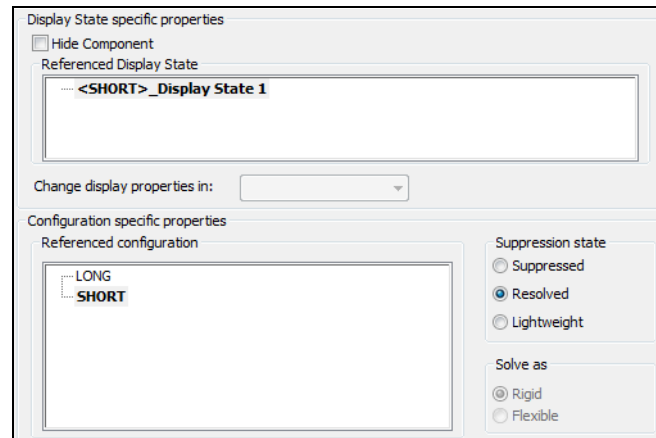 Display State specific properties
Hide Component
Referenced Display State
<SHORT>_Display State 1
Change display properties in:
Configuration specific properties
Referenced configuration
LONG
SHORT
Suppression state
Suppressed
Resolved
Lightweight
Solve as
Rigid
Flexible